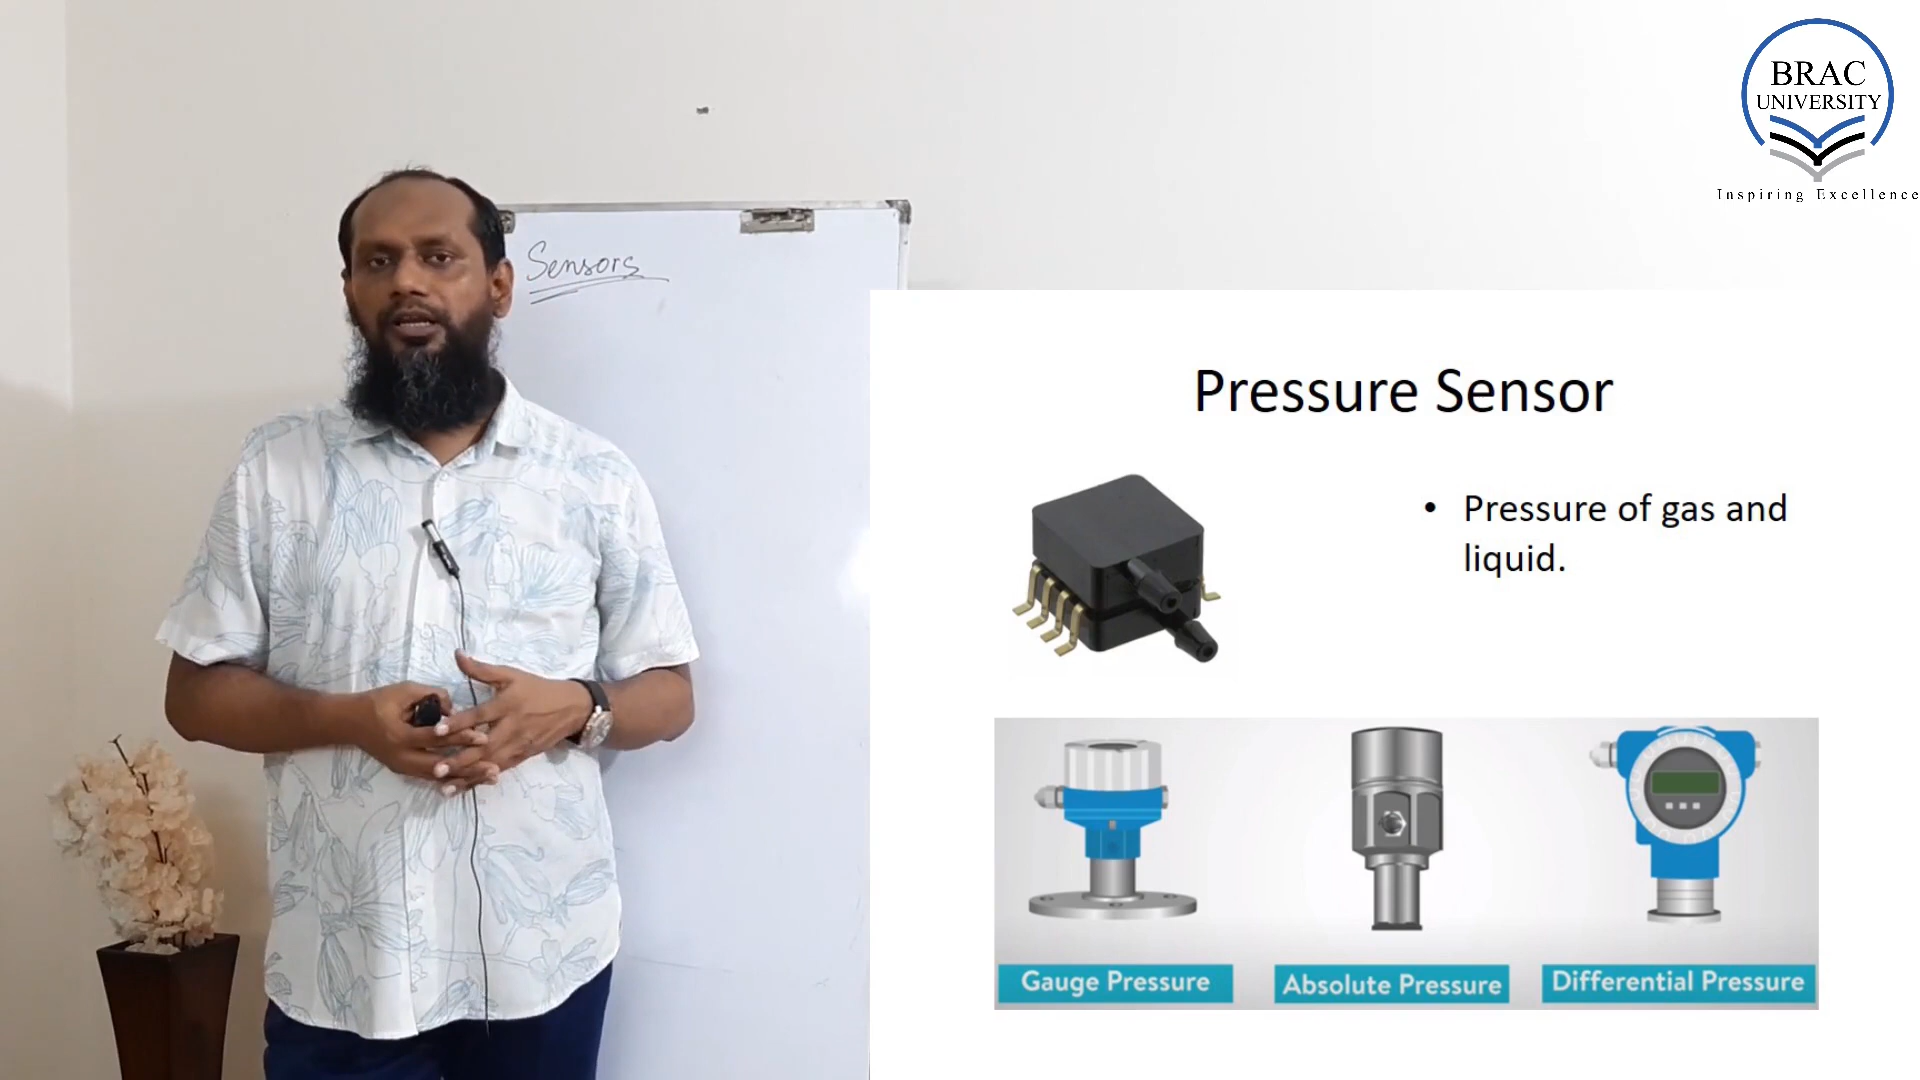 BRAC
UNIVERSITY
Inspiring Excellence
Sensors
Pressure Sensor
• Pressure of gas and
liquid.
Gauge Pressure
Absolute Pressure
Differential Pressure